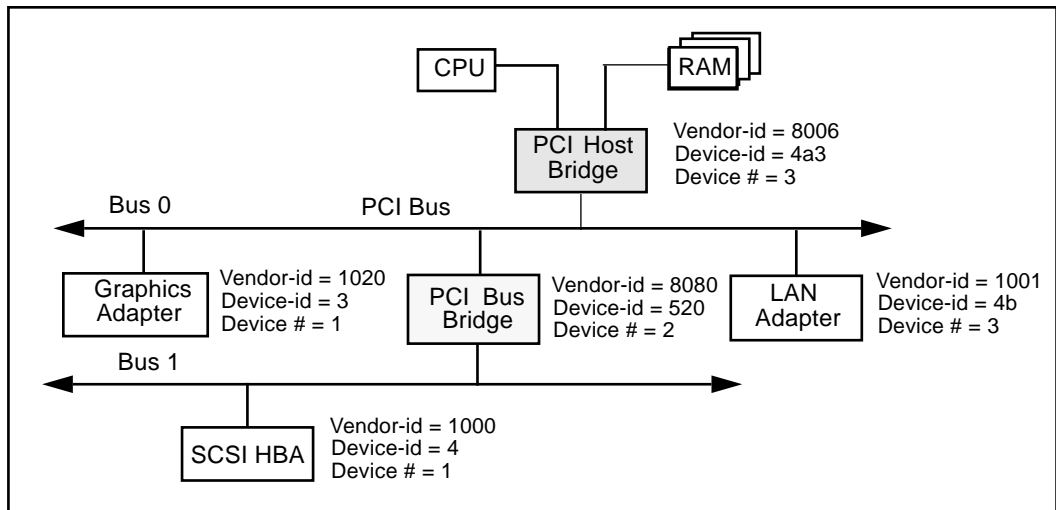 CPU
RAM
PCI Host
Bridge
Vendor-id = 8006
Device-id = 4a3
Device # = 3
Bus 0
PCI Bus
Graphics
Adapter
Vendor-id = 1020
Device-id = 3
Device # = 1
PCI Bus
Bridge
Vendor-id = 8080
Device-id = 520
Device # = 2
LAN
Adapter
Vendor-id = 1001
Device-id = 4b
Device # = 3
Bus 1
SCSI HBA
Vendor-id = 1000
Device-id = 4
Device # = 1